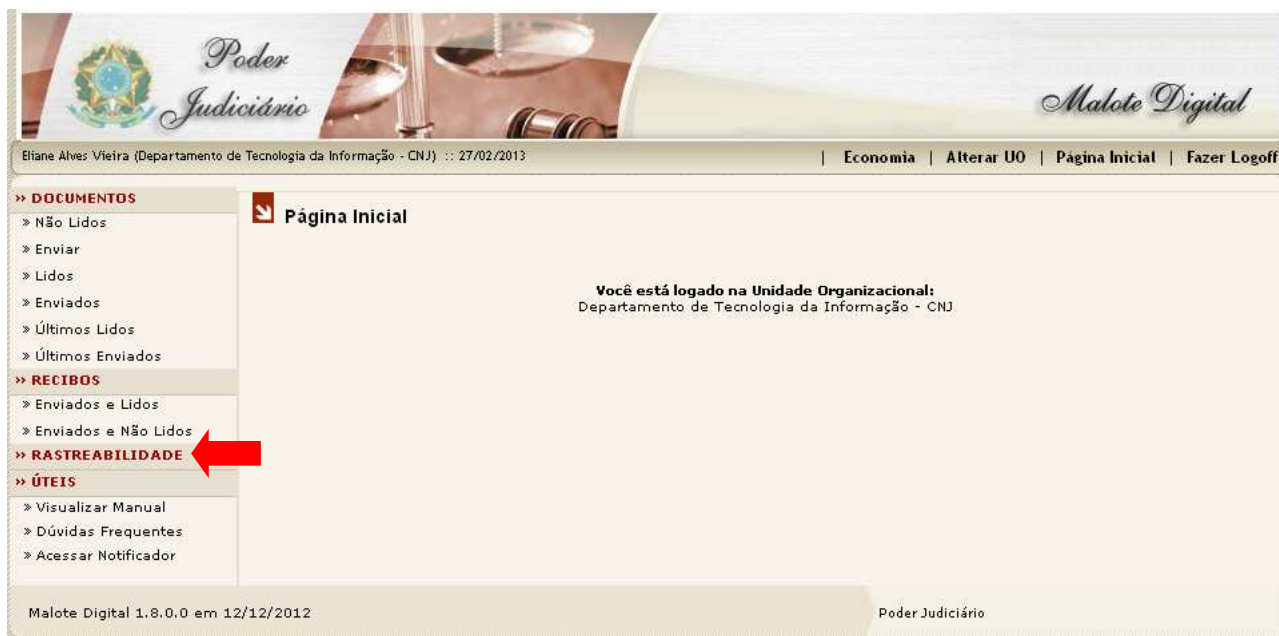 Poder
Judiciário
Malote Digital
Eliane Alves Vieira (Departamento de Tecnologia da Informação - CNJ) :: 27/02/2013
| Economia | Alterar UO | Página Inicial | Fazer Logoff
» DOCUMENTOS
» Não Lidos
» Enviar
» Lidos
» Enviados
» Últimos Lidos
» Últimos Enviados
» RECIBOS
» Enviados e Lidos
» Enviados e Não Lidos
» RASTREABILIDADE
» ÚTEIS
» Visualizar Manual
» Dúvidas Frequentes
» Acessar Notificador
Página Inicial
Você está logado na Unidade Organizacional:
Departamento de Tecnologia da Informação - CNJ
Malote Digital 1.8.0.0 em 12/12/2012
Poder Judiciário